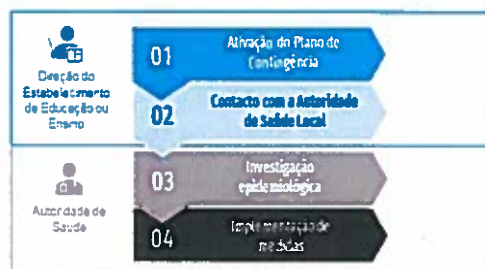 Direção do
Estabelecimento
de Educação ou
Ensino
01
Ativação do Plano de
Contingência
02
Contacto com a Autoridade
de Saúde Local
Autoridade de
Saúde
03
Investigação
epidemiológica
04
Implementação de
medidas